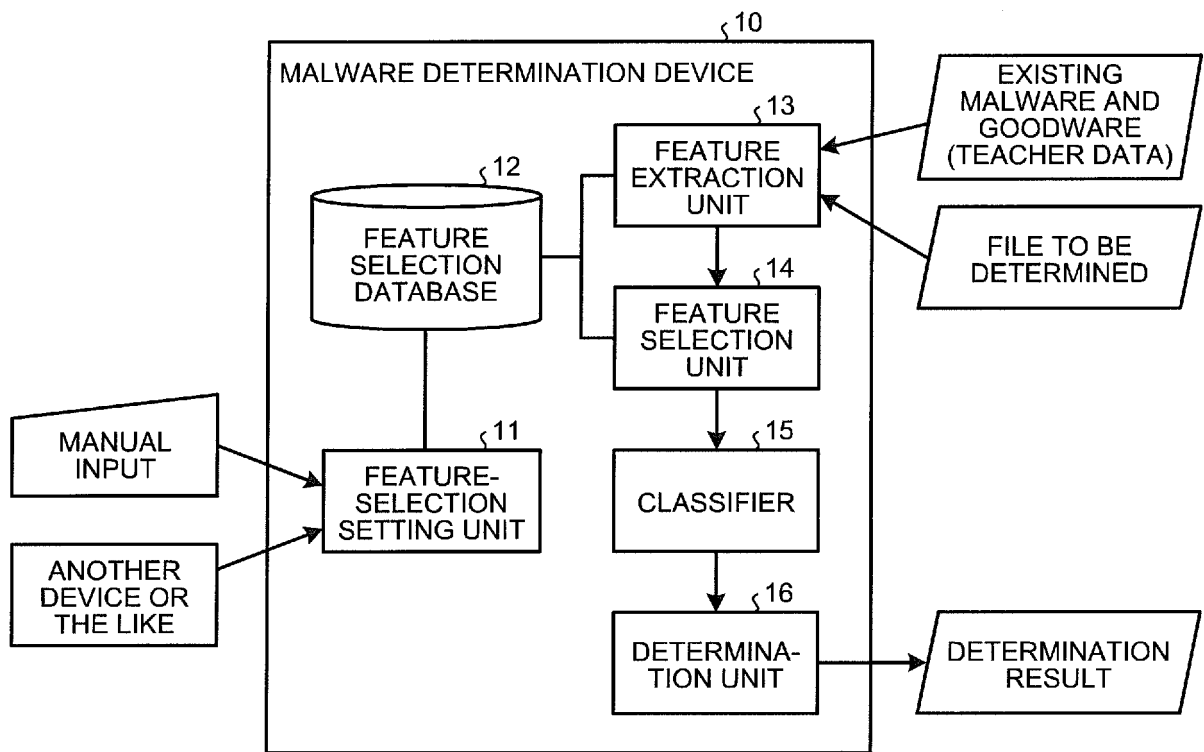 10
MALWARE DETERMINATION DEVICE
13
FEATURE
EXTRACTION
UNIT
EXISTING
MALWARE AND
GOODWARE
(TEACHER DATA)
12
FEATURE
SELECTION
DATABASE
FILE TO BE
DETERMINED
14
FEATURE
SELECTION
UNIT
MANUAL
INPUT
11
FEATURE-
SELECTION
SETTING UNIT
15
CLASSIFIER
ANOTHER
DEVICE OR
THE LIKE
16
DETERMINA-
TION UNIT
DETERMINATION
RESULT